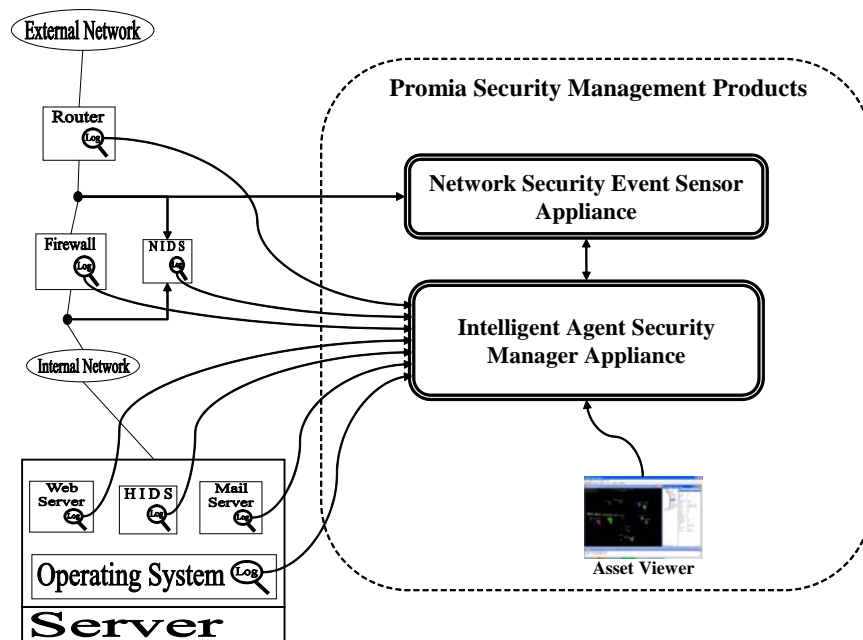 External Network
Promia Security Management Products
Router
Log
Network Security Event Sensor
Appliance
Firewall
Log
NIDS
Log
Intelligent Agent Security
Manager Appliance
Internal Network
Web
Server
Log
HIDS
Log
Mail
Server
Log
Operating System
Log
Asset Viewer
Server